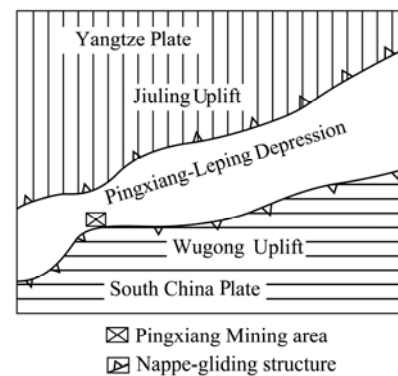 Yangtze Plate
Jiuling Uplift
Pingxiang-Leping Depression
Wugong Uplift
South China Plate
Pingxiang Mining area
Nappe-gliding structure